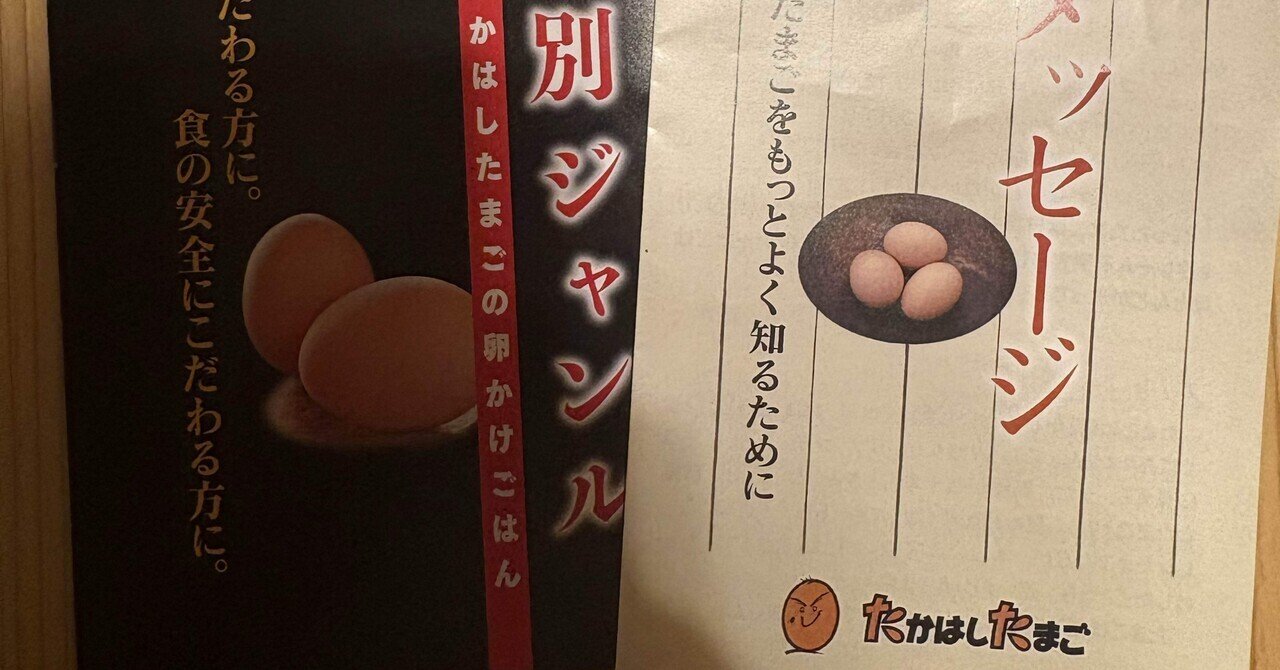 別ジャンル
かはしたまごの卵かけごはん
だわる方に。
食の安全にこだわる方に。
メッセージ
たまごをもっとよく知るために
たかはしたまご